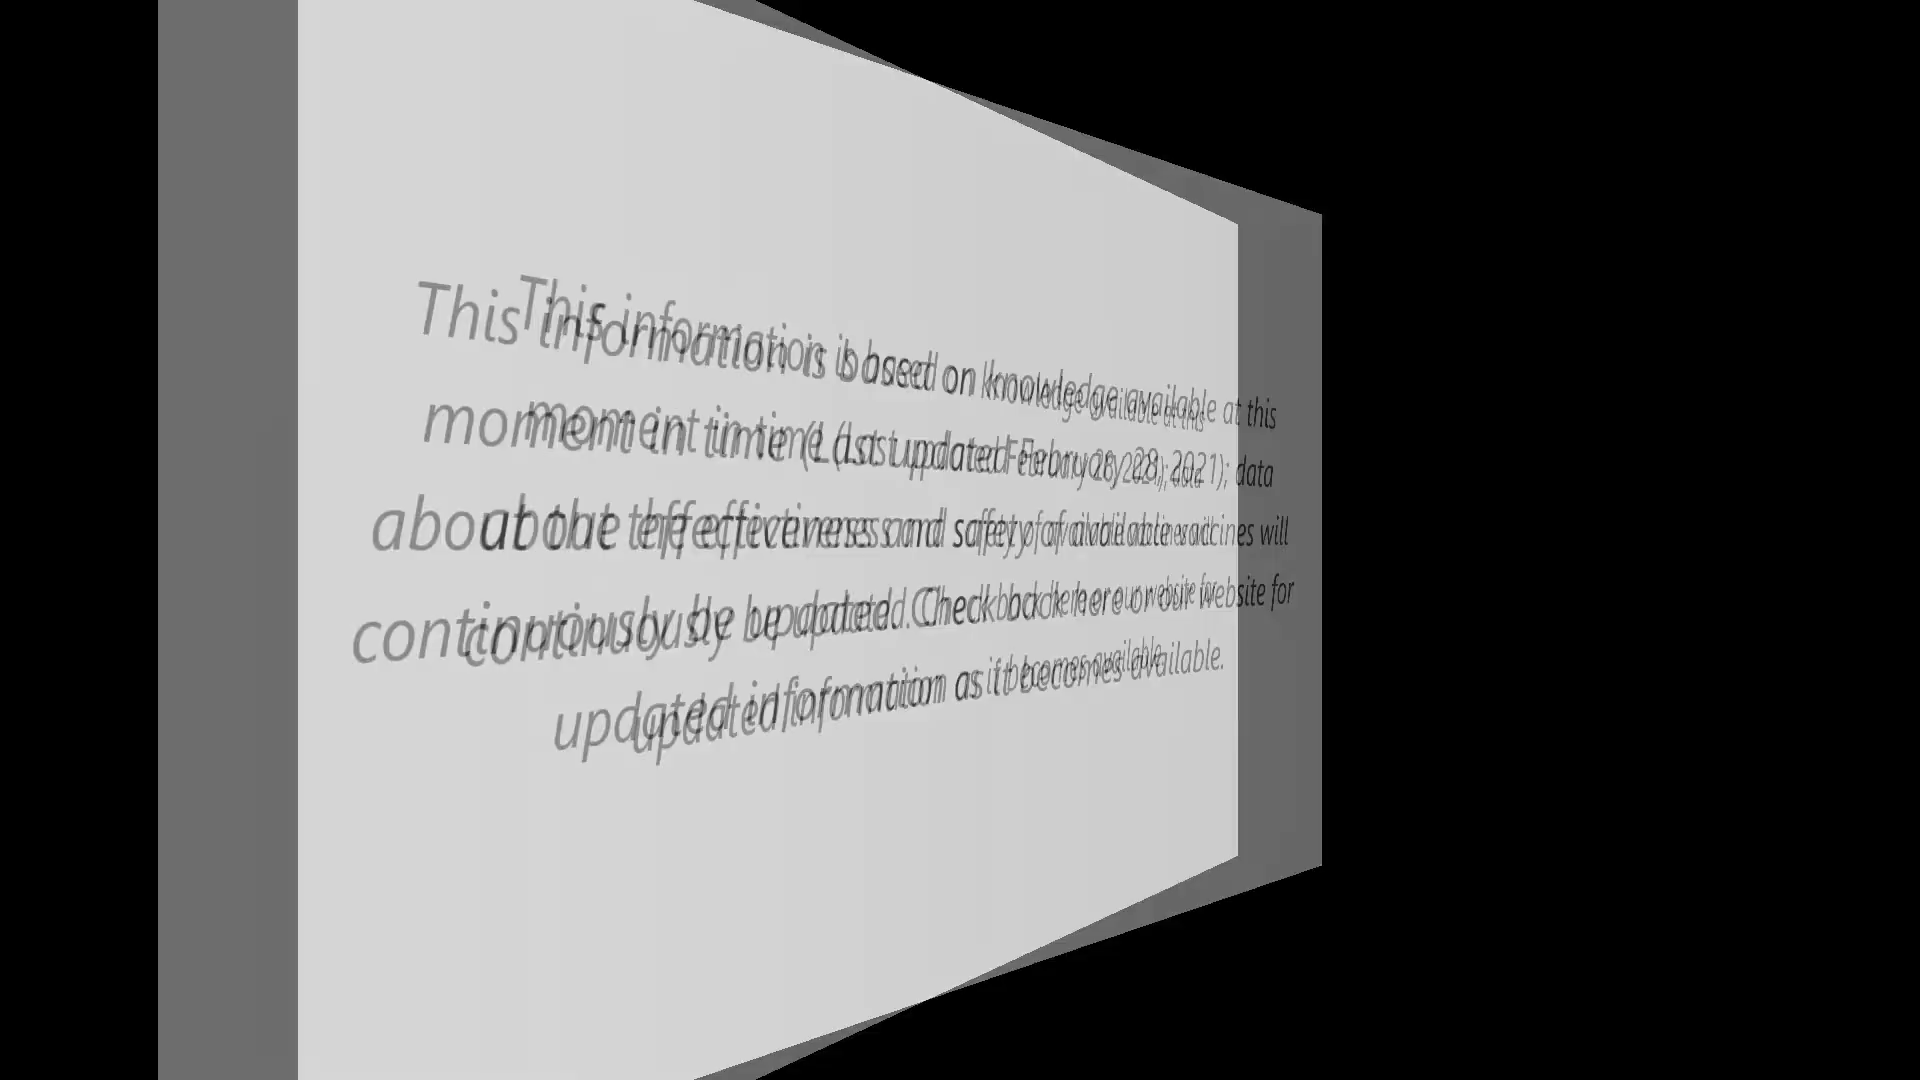 This information is based on knowledge available at this
moment in time (Last updated February 28, 2021); data
about the effectiveness and safety of available vaccines will
continuously be updated. Check back here or our website for
updated information as it becomes available.